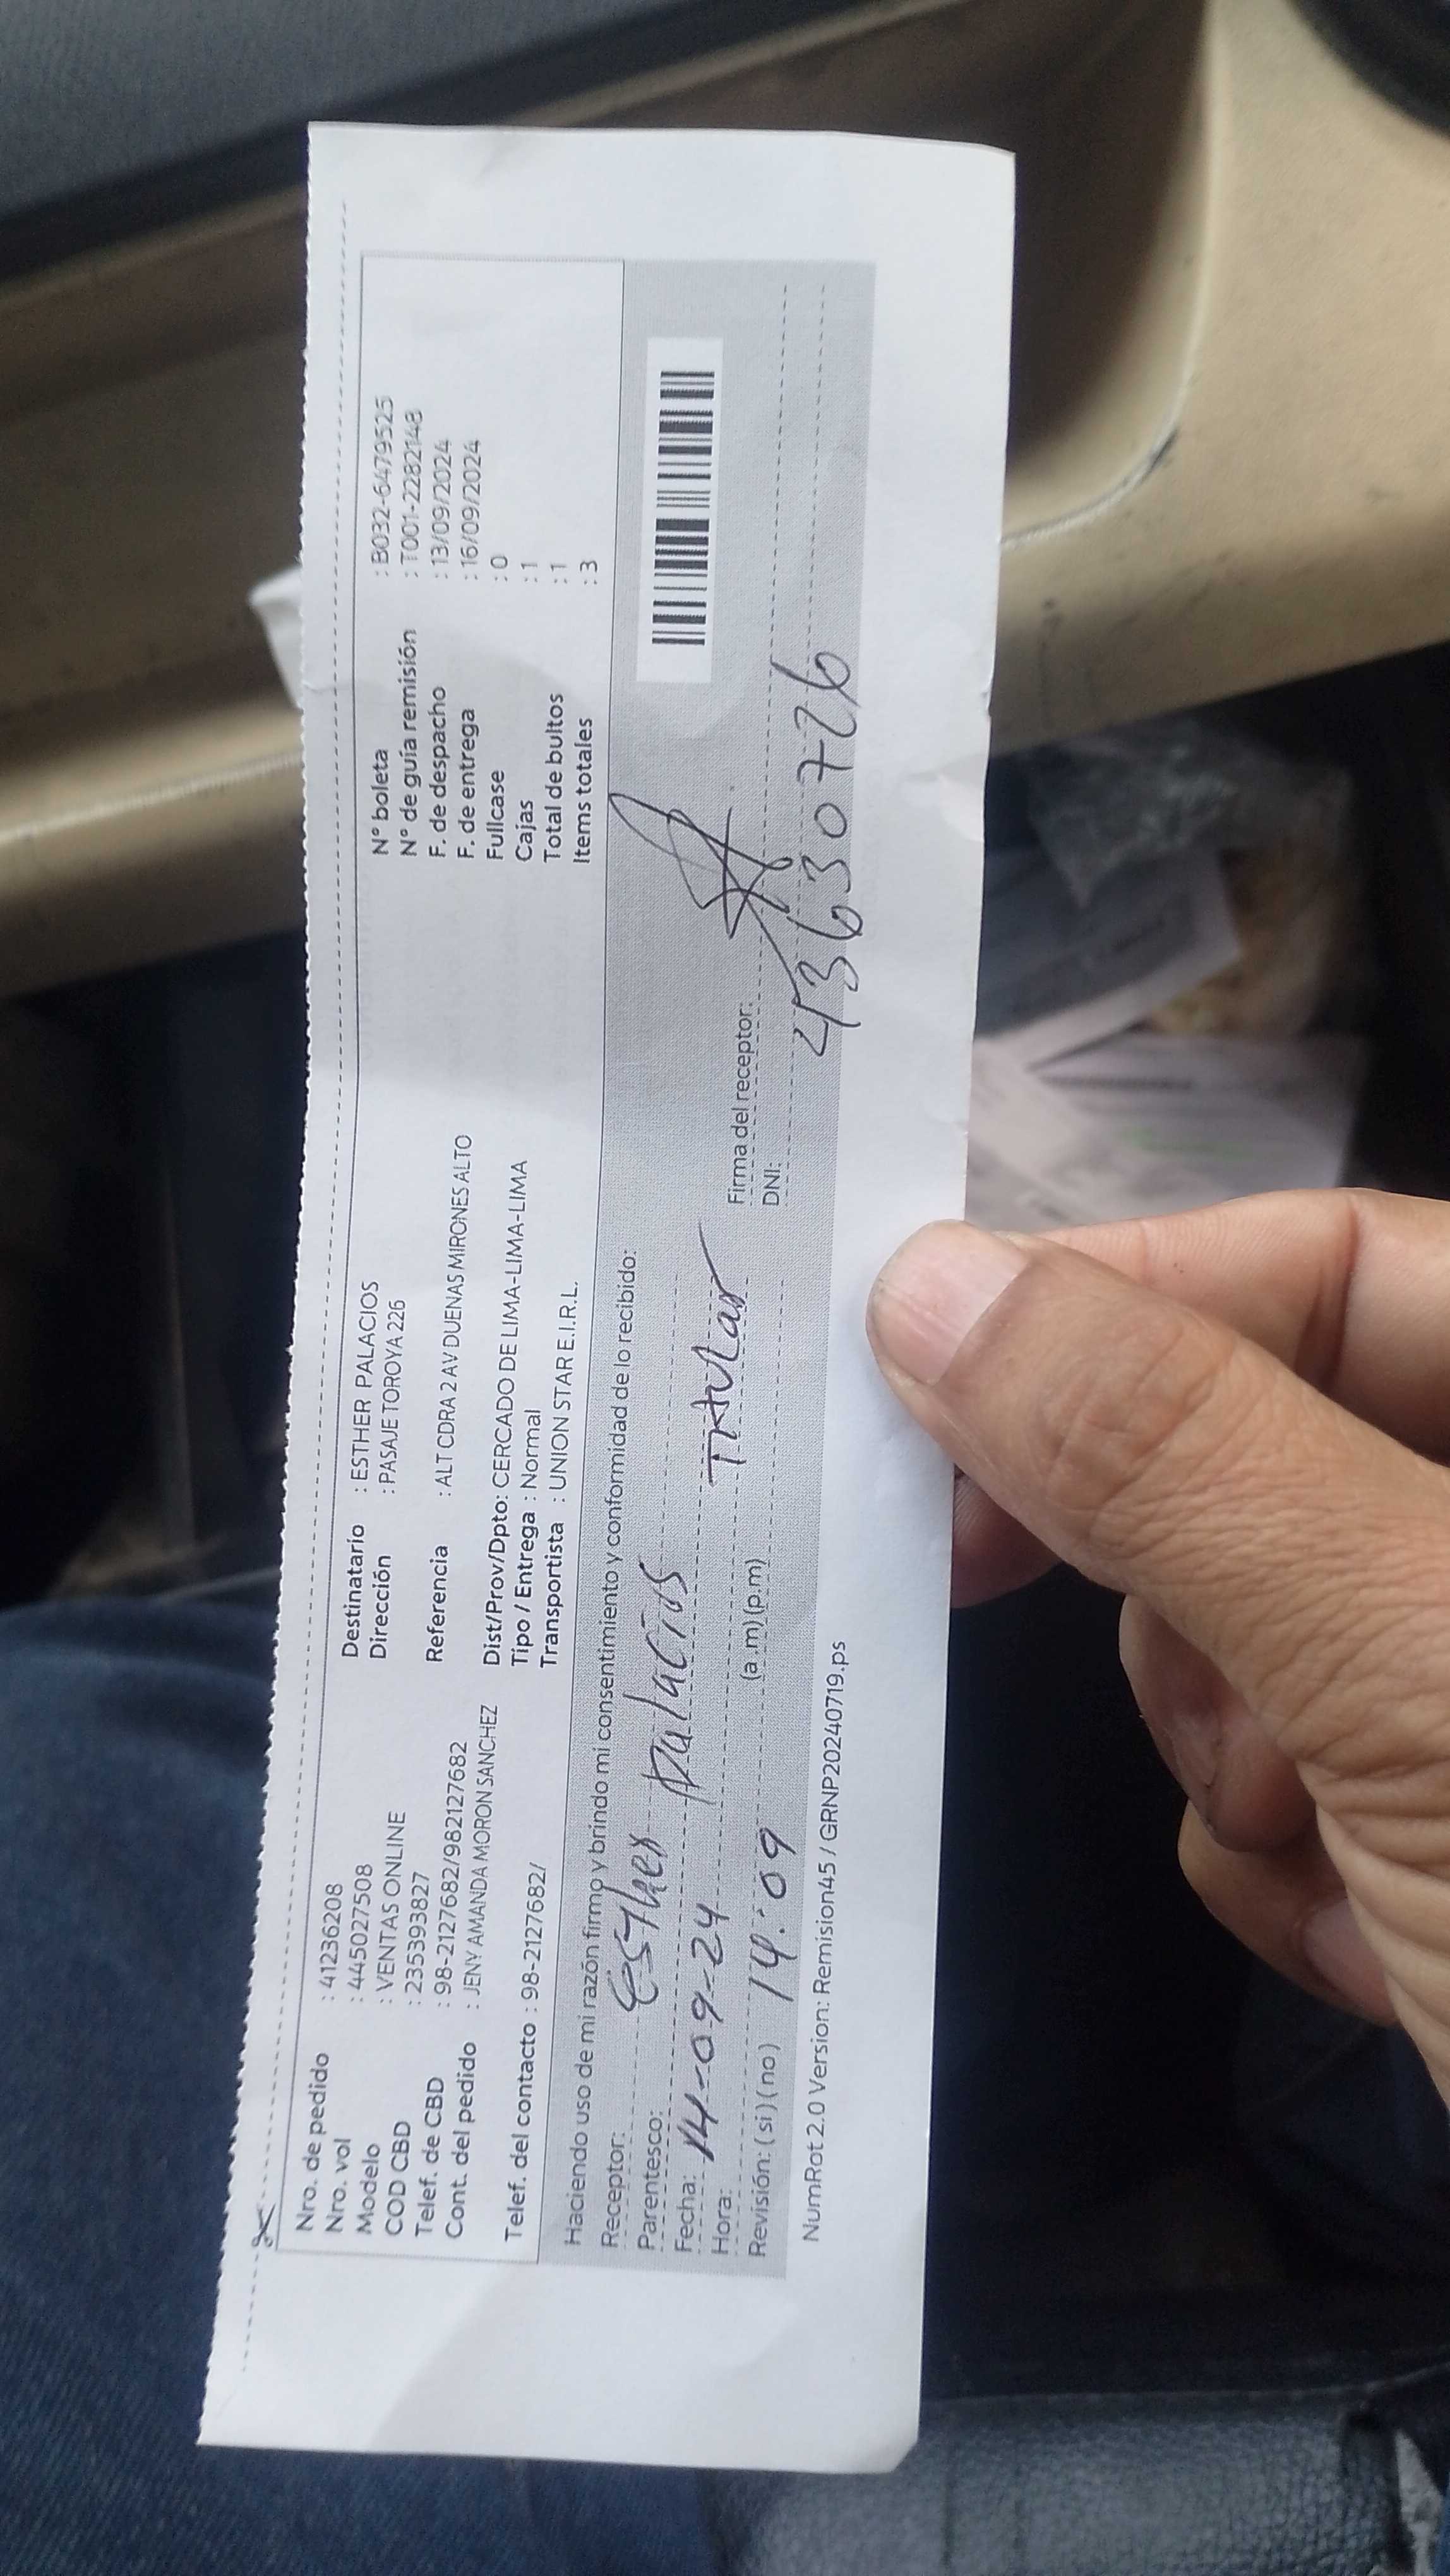 Nro. de pedido : 41236208
Nro. vol : 445027508
Modelo : VENTAS ONLINE
COD CBD : 235393827
Telef. de CBD : 98-2127682/982127682
Cont. del pedido : JENY AMANDA MORON SANCHEZ
Telef. del contacto : 98-2127682/
Destinatario : ESTHER PALACIOS
Dirección : PASAJE TOROYA 226
Referencia : ALT CDRA 2 AV DUENAS MIRONES ALTO
Dist/Prov/Dpto: CERCADO DE LIMA-LIMA-LIMA
Tipo / Entrega : Normal
Transportista : UNION STAR E.I.R.L.
N° boleta : B032-6479525
N° de guía remisión : T001-2282148
F. de despacho : 13/09/2024
F. de entrega : 16/09/2024
Fullcase : 0
Cajas : 1
Total de bultos : 1
Items totales : 3
Haciendo uso de mi razón firmo y brindo mi consentimiento y conformidad de lo recibido:
Receptor: Esther palacios
Parentesco: Titular
Fecha: 14-09-24
Hora: 14:09 (a.m)(p.m)
Revisión: (si)(no)
Firma del receptor:
DNI: 43630726
NumRot 2.0 Version: Remision45 / GRNP20240719.ps